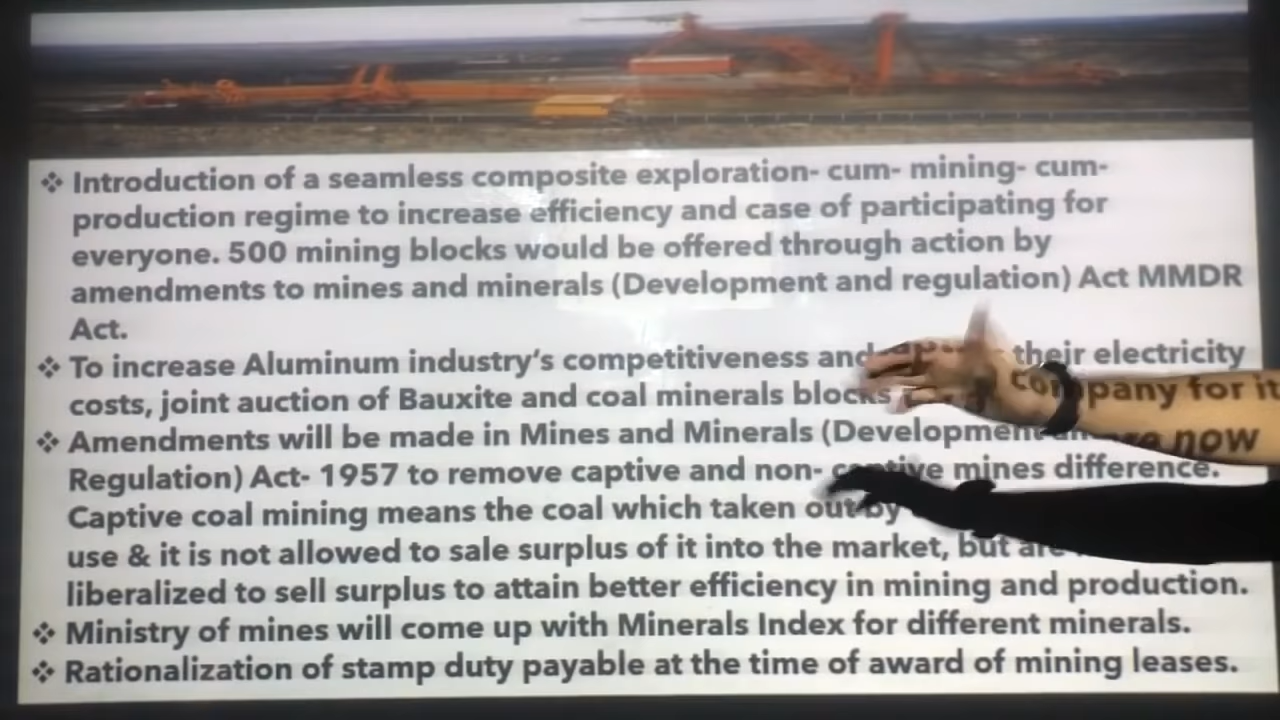 ❖ Introduction of a seamless composite exploration- cum- mining- cum-
production regime to increase efficiency and case of participating for
everyone. 500 mining blocks would be offered through action by
amendments to mines and minerals (Development and regulation) Act MMDR
Act.
❖ To increase Aluminum industry's competitiveness and their electricity
costs, joint auction of Bauxite and coal minerals blocks
❖ Amendments will be made in Mines and Minerals (Development
Regulation) Act- 1957 to remove captive and non- captive mines difference.
Captive coal mining means the coal which taken out by company for it
use & it is not allowed to sale surplus of it into the market, but are now
liberalized to sell surplus to attain better efficiency in mining and production.
❖ Ministry of mines will come up with Minerals Index for different minerals.
❖ Rationalization of stamp duty payable at the time of award of mining leases.